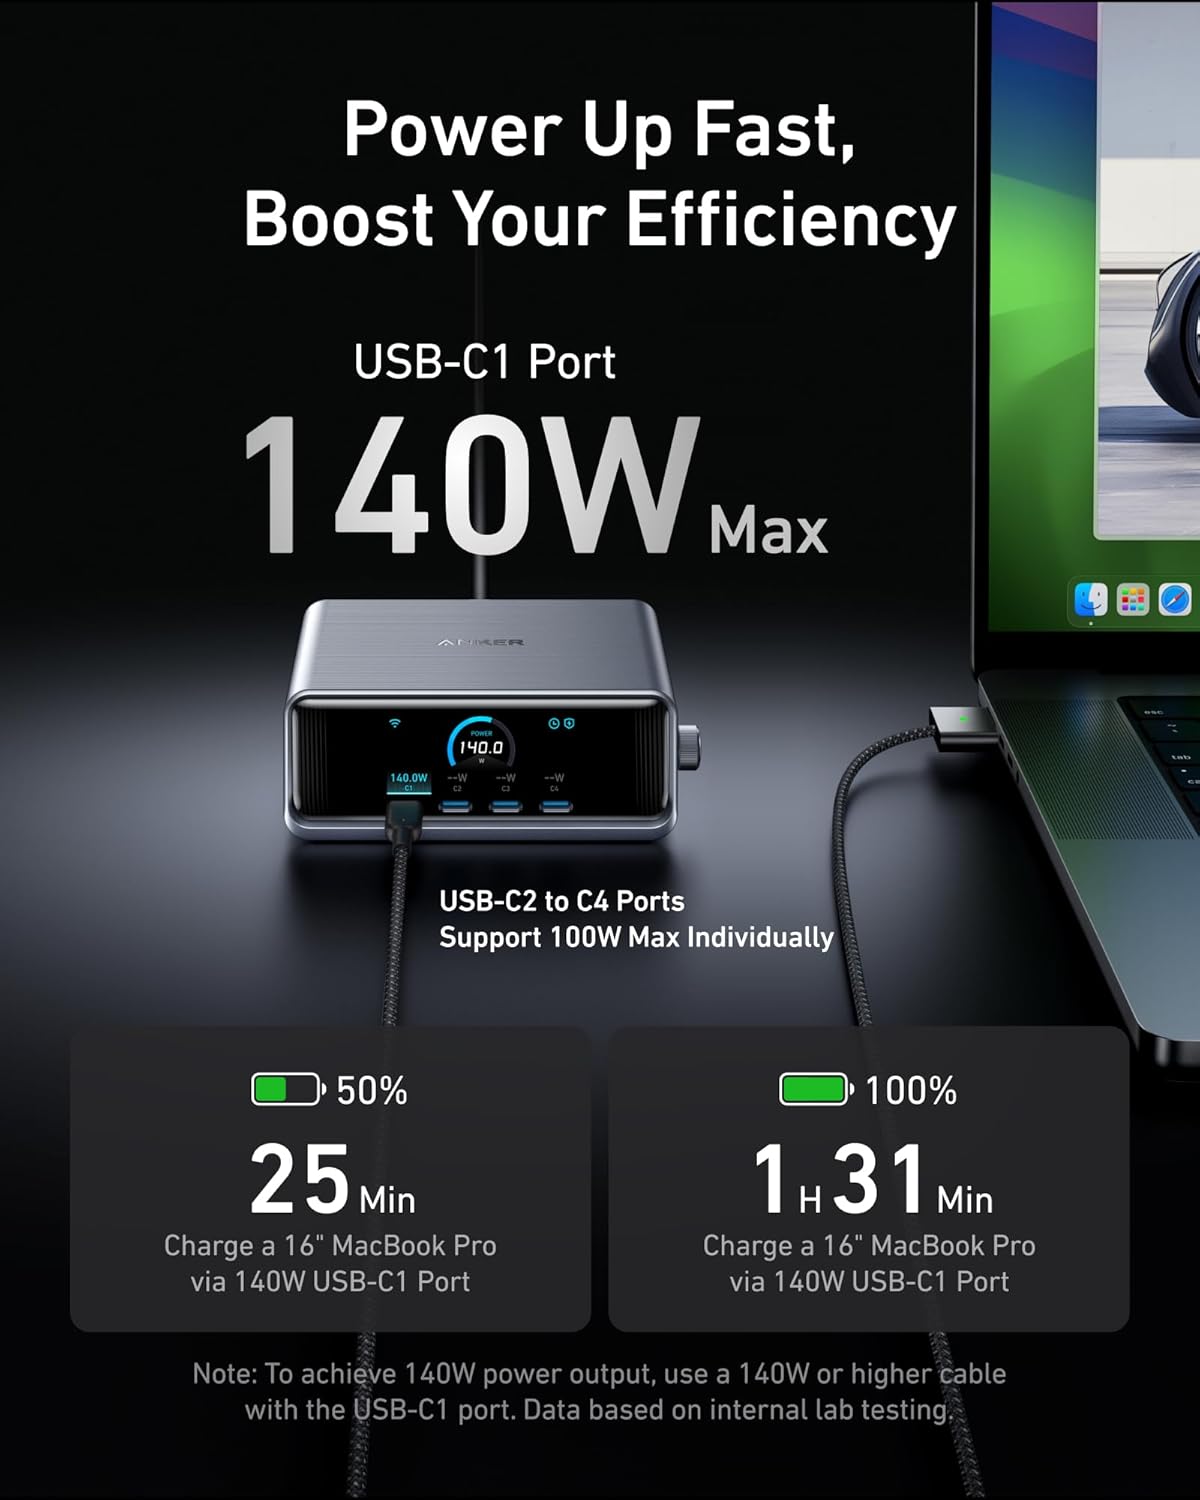 Power Up Fast,
Boost Your Efficiency
USB-C1 Port
140W Max
ANKER
POWER
140.0
W
140.0W --W --W --W
C1 C2 C3 C4
esc
tab
USB-C2 to C4 Ports
Support 100W Max Individually
50%
25 Min
Charge a 16" MacBook Pro
via 140W USB-C1 Port
100%
1 H 31 Min
Charge a 16" MacBook Pro
via 140W USB-C1 Port
Note: To achieve 140W power output, use a 140W or higher cable
with the USB-C1 port. Data based on internal lab testing.